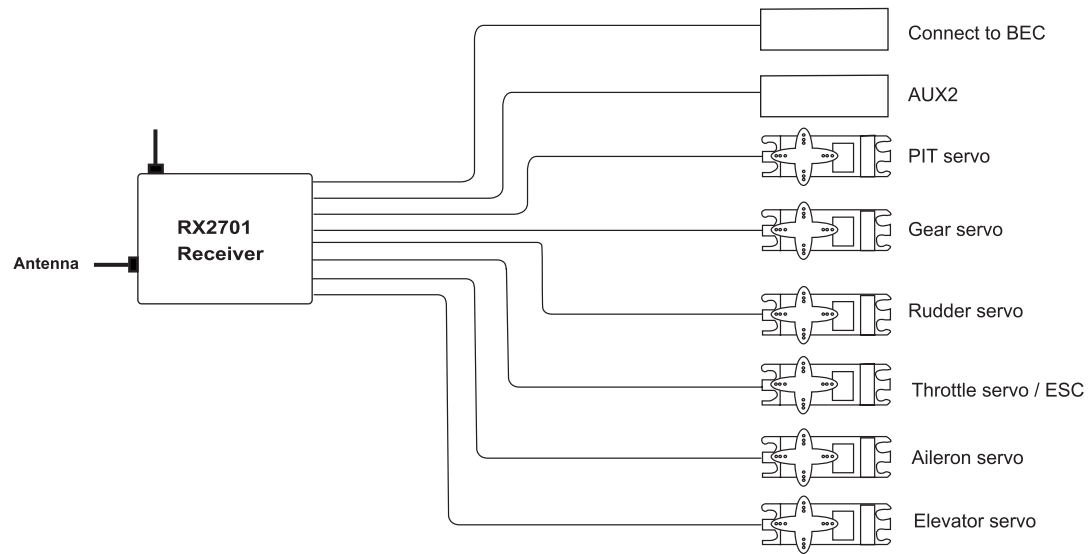 Connect to BEC
AUX2
PIT servo
RX2701
Receiver
Gear servo
Antenna
Rudder servo
Throttle servo / ESC
Aileron servo
Elevator servo